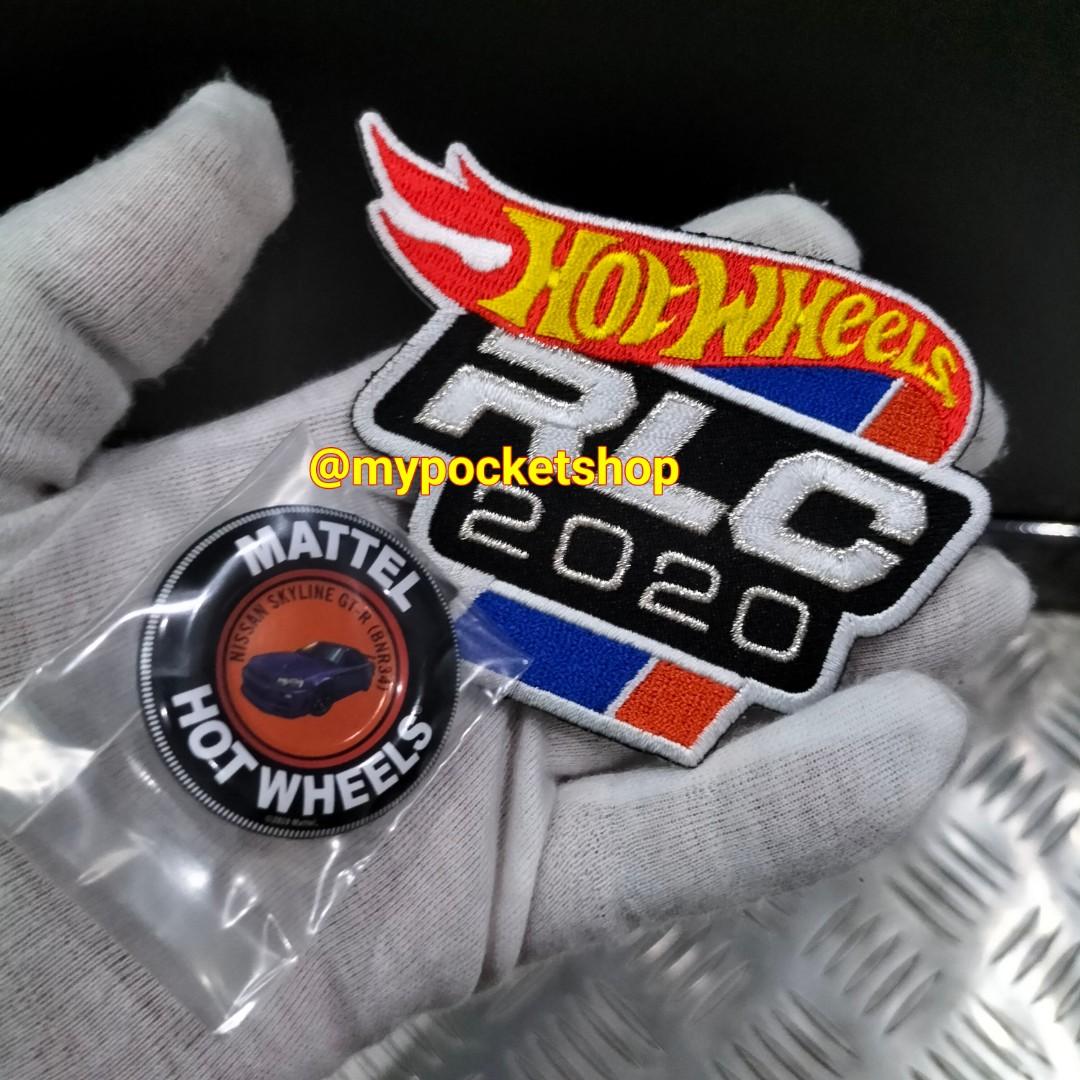 HOT WHEELS
RLC
2020
@mypocketshop
MATTEL
NISSAN SKYLINE GT-R (BNR34)
HOT WHEELS